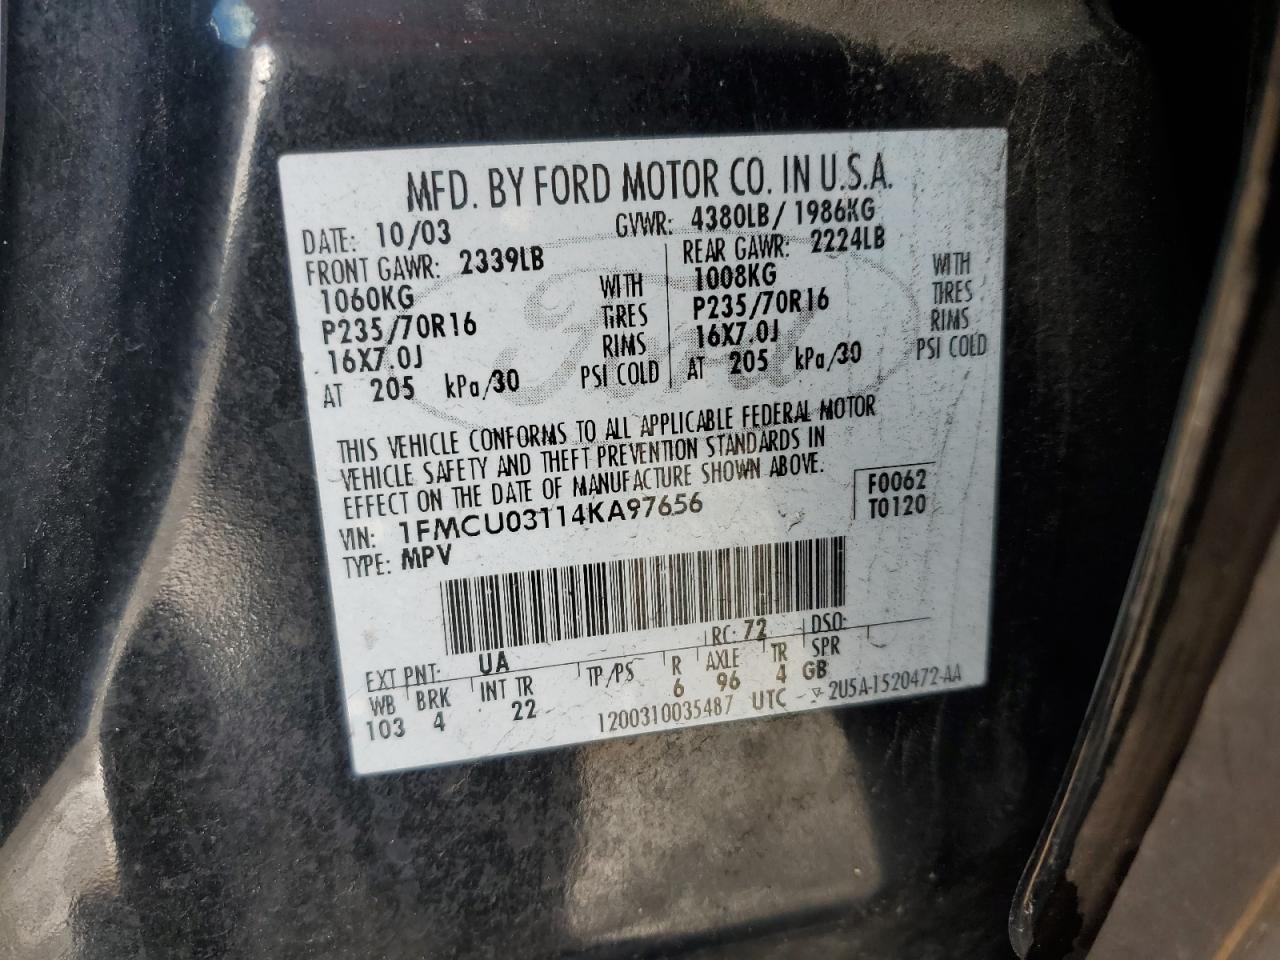 MFD. BY FORD MOTOR CO. IN U.S.A.
DATE: 10/03 GVWR: 4380LB/ 1986KG
FRONT GAWR: 2339LB REAR GAWR: 2224LB
1060KG WITH 1008KG WITH
P235/70R16 TIRES P235/70R16 TIRES
16X7.0J RIMS 16X7.0J RIMS
AT 205 kPa/30 PSI COLD AT 205 kPa/30 PSI COLD
Ford
THIS VEHICLE CONFORMS TO ALL APPLICABLE FEDERAL MOTOR
VEHICLE SAFETY AND THEFT PREVENTION STANDARDS IN
EFFECT ON THE DATE OF MANUFACTURE SHOWN ABOVE.
VIN: 1FMCU03114KA97656 F0062
TYPE: MPV T0120
EXT PNT: UA RC: 72 DSO:
WB BRK INT TR TP/PS R AXLE TR SPR
103 4 22 6 96 4 GB
1200310035487 UTC 2U5A-1520472-AA